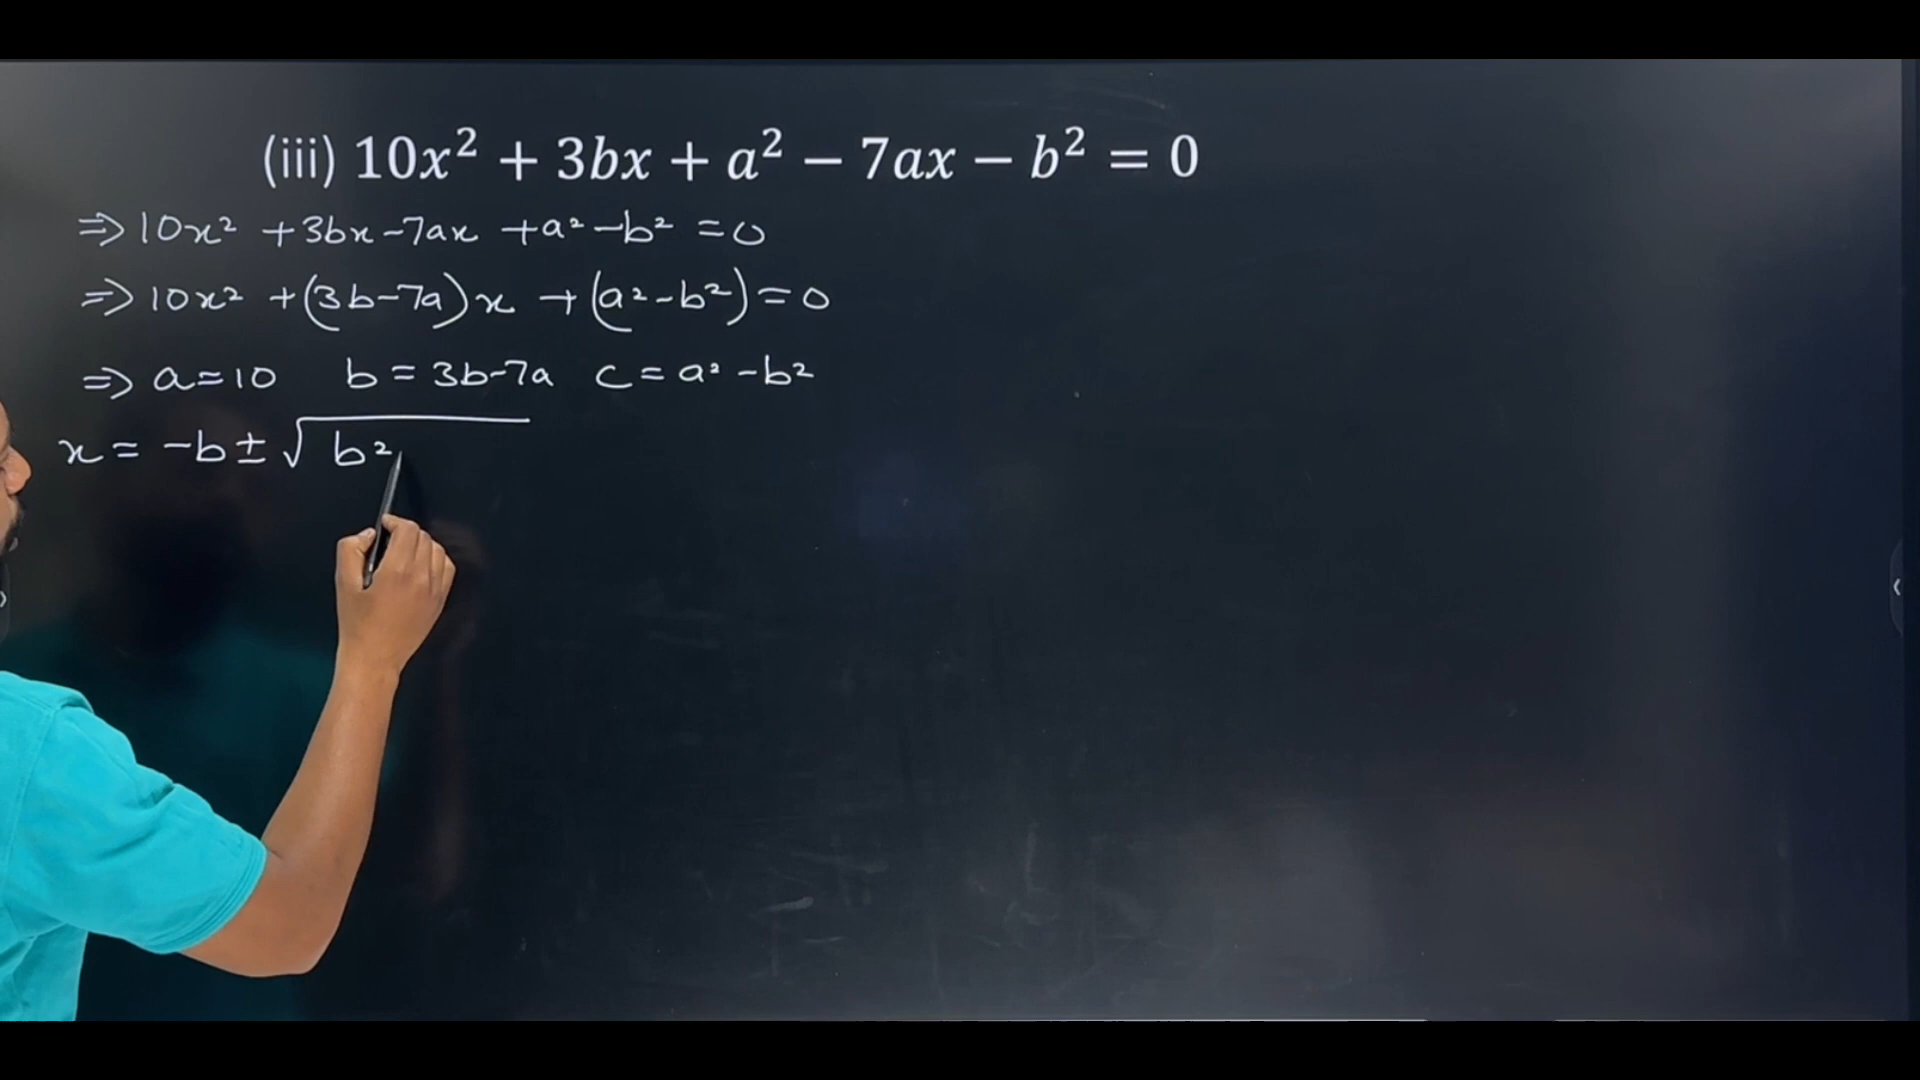 (iii) 10x² + 3bx + a² − 7ax − b² = 0
⇒ 10x² + 3bx − 7ax + a² − b² = 0
⇒ 10x² + (3b − 7a)x + (a² − b²) = 0
⇒ a = 10 b = 3b − 7a c = a² − b²
x = −b ± √b²